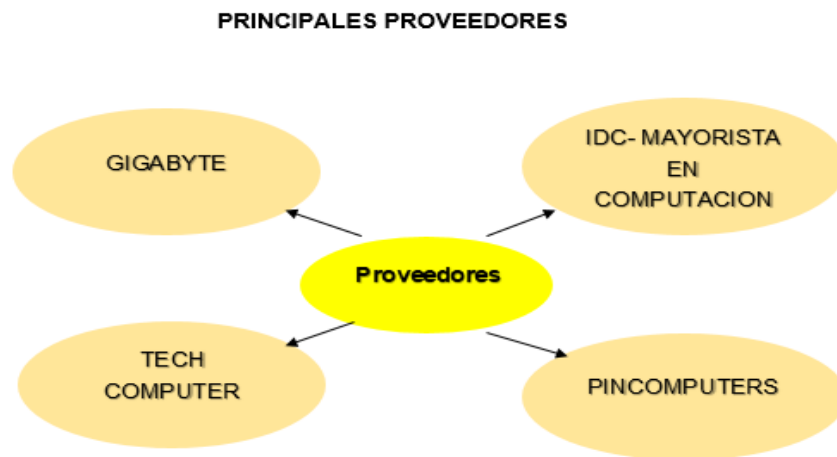 PRINCIPALES PROVEEDORES
GIGABYTE
IDC- MAYORISTA
EN
COMPUTACION
Proveedores
TECH
COMPUTER
PINCOMPUTERS